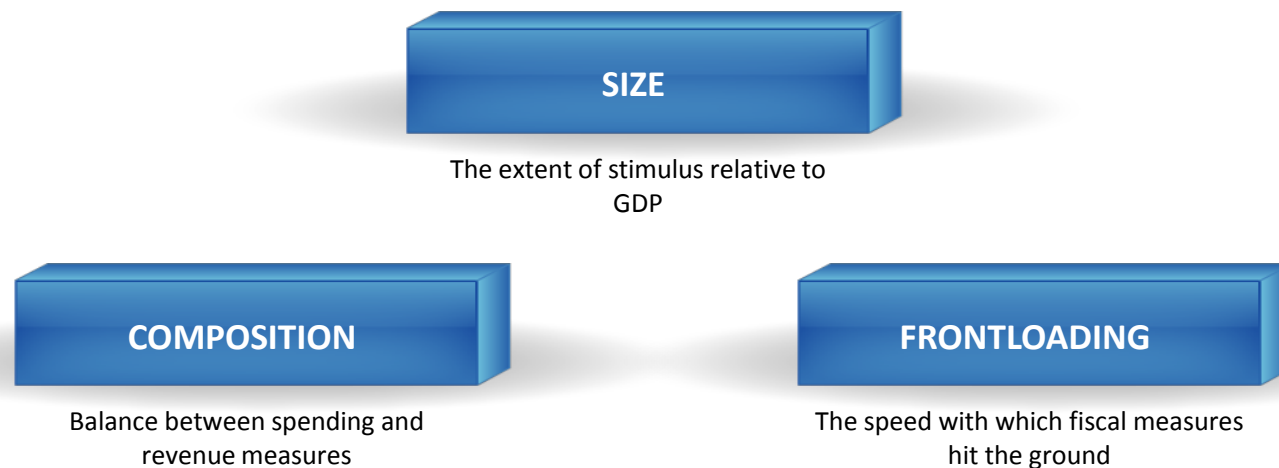 SIZE
The extent of stimulus relative to
GDP
COMPOSITION
Balance between spending and
revenue measures
FRONTLOADING
The speed with which fiscal measures
hit the ground